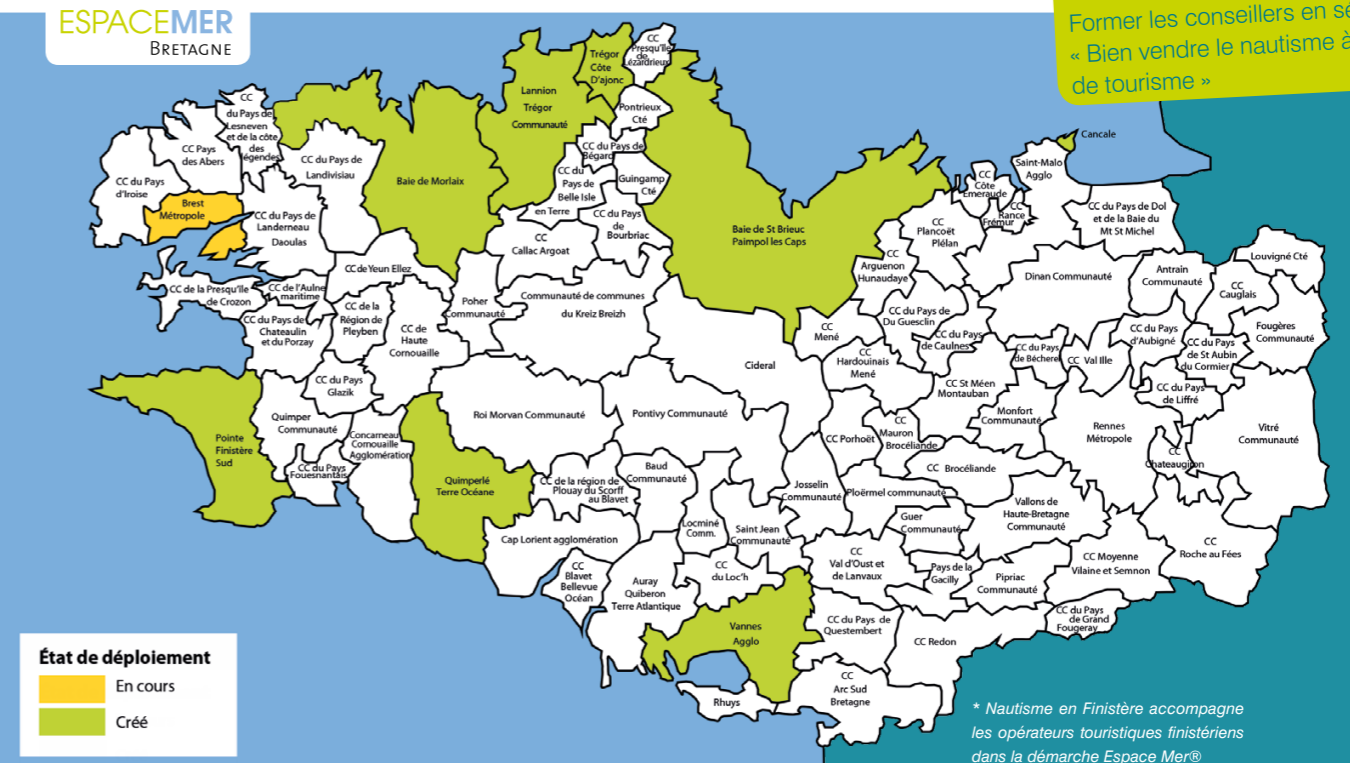 ESPACEMER
BRETAGNE
Former les conseillers en sé
« Bien vendre le nautisme à
de tourisme »
CC
Presqu'île
de
Lézardrieux
Trégor
Côte
D'ajonc
Lannion
Trégor
Communauté
Pontrieux
Cté
CC
du Pays de
Lesneven
et de la côte
des
légendes
CC Pays
des Abers
CC du Pays
d'Iroise
CC du Pays de
Landivisiau
Baie de Morlaix
CC du Pays de
Bégard
CC du
Pays de
Belle Isle
en Terre
Guingamp
Cté
CC du Pays
de
Bourbriac
CC
Callac Argoat
Brest
Métropole
CC du Pays de
Landerneau
Daoulas
Baie de St Brieuc
Paimpol les Caps
Cancale
Saint-Malo
Agglo
CC
Côte
Emeraude
CC
Rance
Frémur
CC du Pays de Dol
et de la Baie du
Mt St Michel
CC
Plancoët
Plélan
CC
Arguenon
Hunaudaye
Dinan Communauté
Antrain
Communauté
Louvigné Cté
CC
Cauglais
Fougères
Communauté
CC de Yeun Ellez
CC de la Presqu'île
de Crozon
CC de l'Aulne
maritime
CC du Pays de
Chateaulin
et du Porzay
CC de la
Région de
Pleyben
CC de
Haute
Cornouaille
Poher
Communauté
Communauté de communes
du Kreiz Breizh
CC
Mené
CC du Pays de
Du Guesclin
CC du Pays
de Caulnes
CC du Pays
de Bécherel
CC Val Ille
CC du Pays
d'Aubigné
CC du Pays
de St Aubin
du Cormier
CC du Pays
de Liffré
Cideral
CC
Hardouinais
Mené
CC St Méen
Montauban
Monfort
Communauté
Rennes
Métropole
Vitré
Communauté
CC
Chateaugiron
CC du Pays
Glazik
Quimper
Communauté
Pointe
Finistère
Sud
Concarneau
Cornouaille
Agglomération
CC du Pays
Fouesnantais
Roi Morvan Communauté
Pontivy Communauté
CC Porhoët
CC
Mauron
Brocéliande
CC Brocéliande
Quimperlé
Terre Océane
CC de la région de
Plouay du Scorff
au Blavet
Baud
Communauté
Josselin
Communauté
Ploërmel communauté
Guer
Communauté
Vallons de
Haute-Bretagne
Communauté
Locminé
Comm.
Saint Jean
Communauté
Cap Lorient agglomération
CC
Blavet
Bellevue
Océan
Auray
Quiberon
Terre Atlantique
CC
du Loc'h
CC
Val d'Oust et
de Lanvaux
Pays de la
Gacilly
Pipriac
Communauté
CC Moyenne
Vilaine et Semnon
CC
Roche au Fées
CC du Pays
de Grand
Fougeray
Vannes
Agglo
CC du Pays de
Questembert
CC Redon
CC
Arc Sud
Bretagne
Rhuys
État de déploiement
En cours
Créé
* Nautisme en Finistère accompagne
les opérateurs touristiques finistériens
dans la démarche Espace Mer®